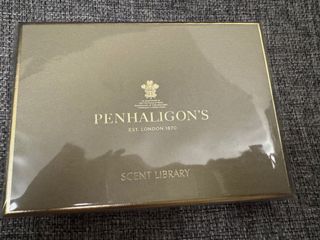 PENHALIGON'S
EST. LONDON 1870
SCENT LIBRARY